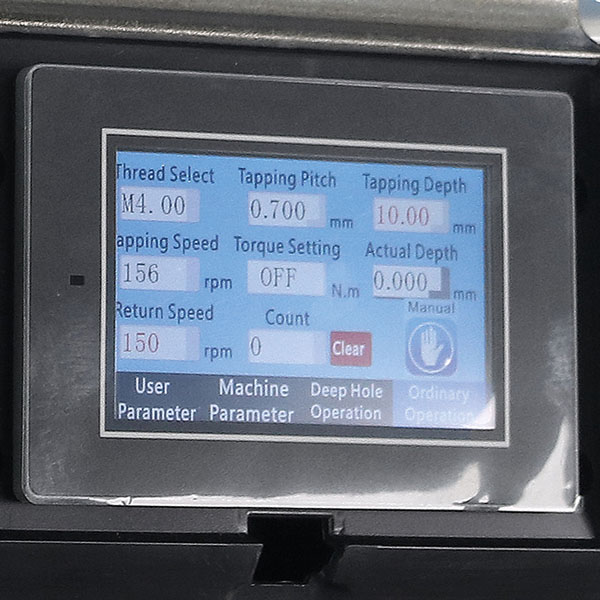 Thread Select Tapping Pitch Tapping Depth
M4.00 0.700 mm 10.00 mm
apping Speed Torque Setting Actual Depth
156 rpm OFF N.m 0.000 mm
Return Speed Count Manual
150 rpm 0 Clear
User Machine Deep Hole Ordinary
Parameter Parameter Operation Operation